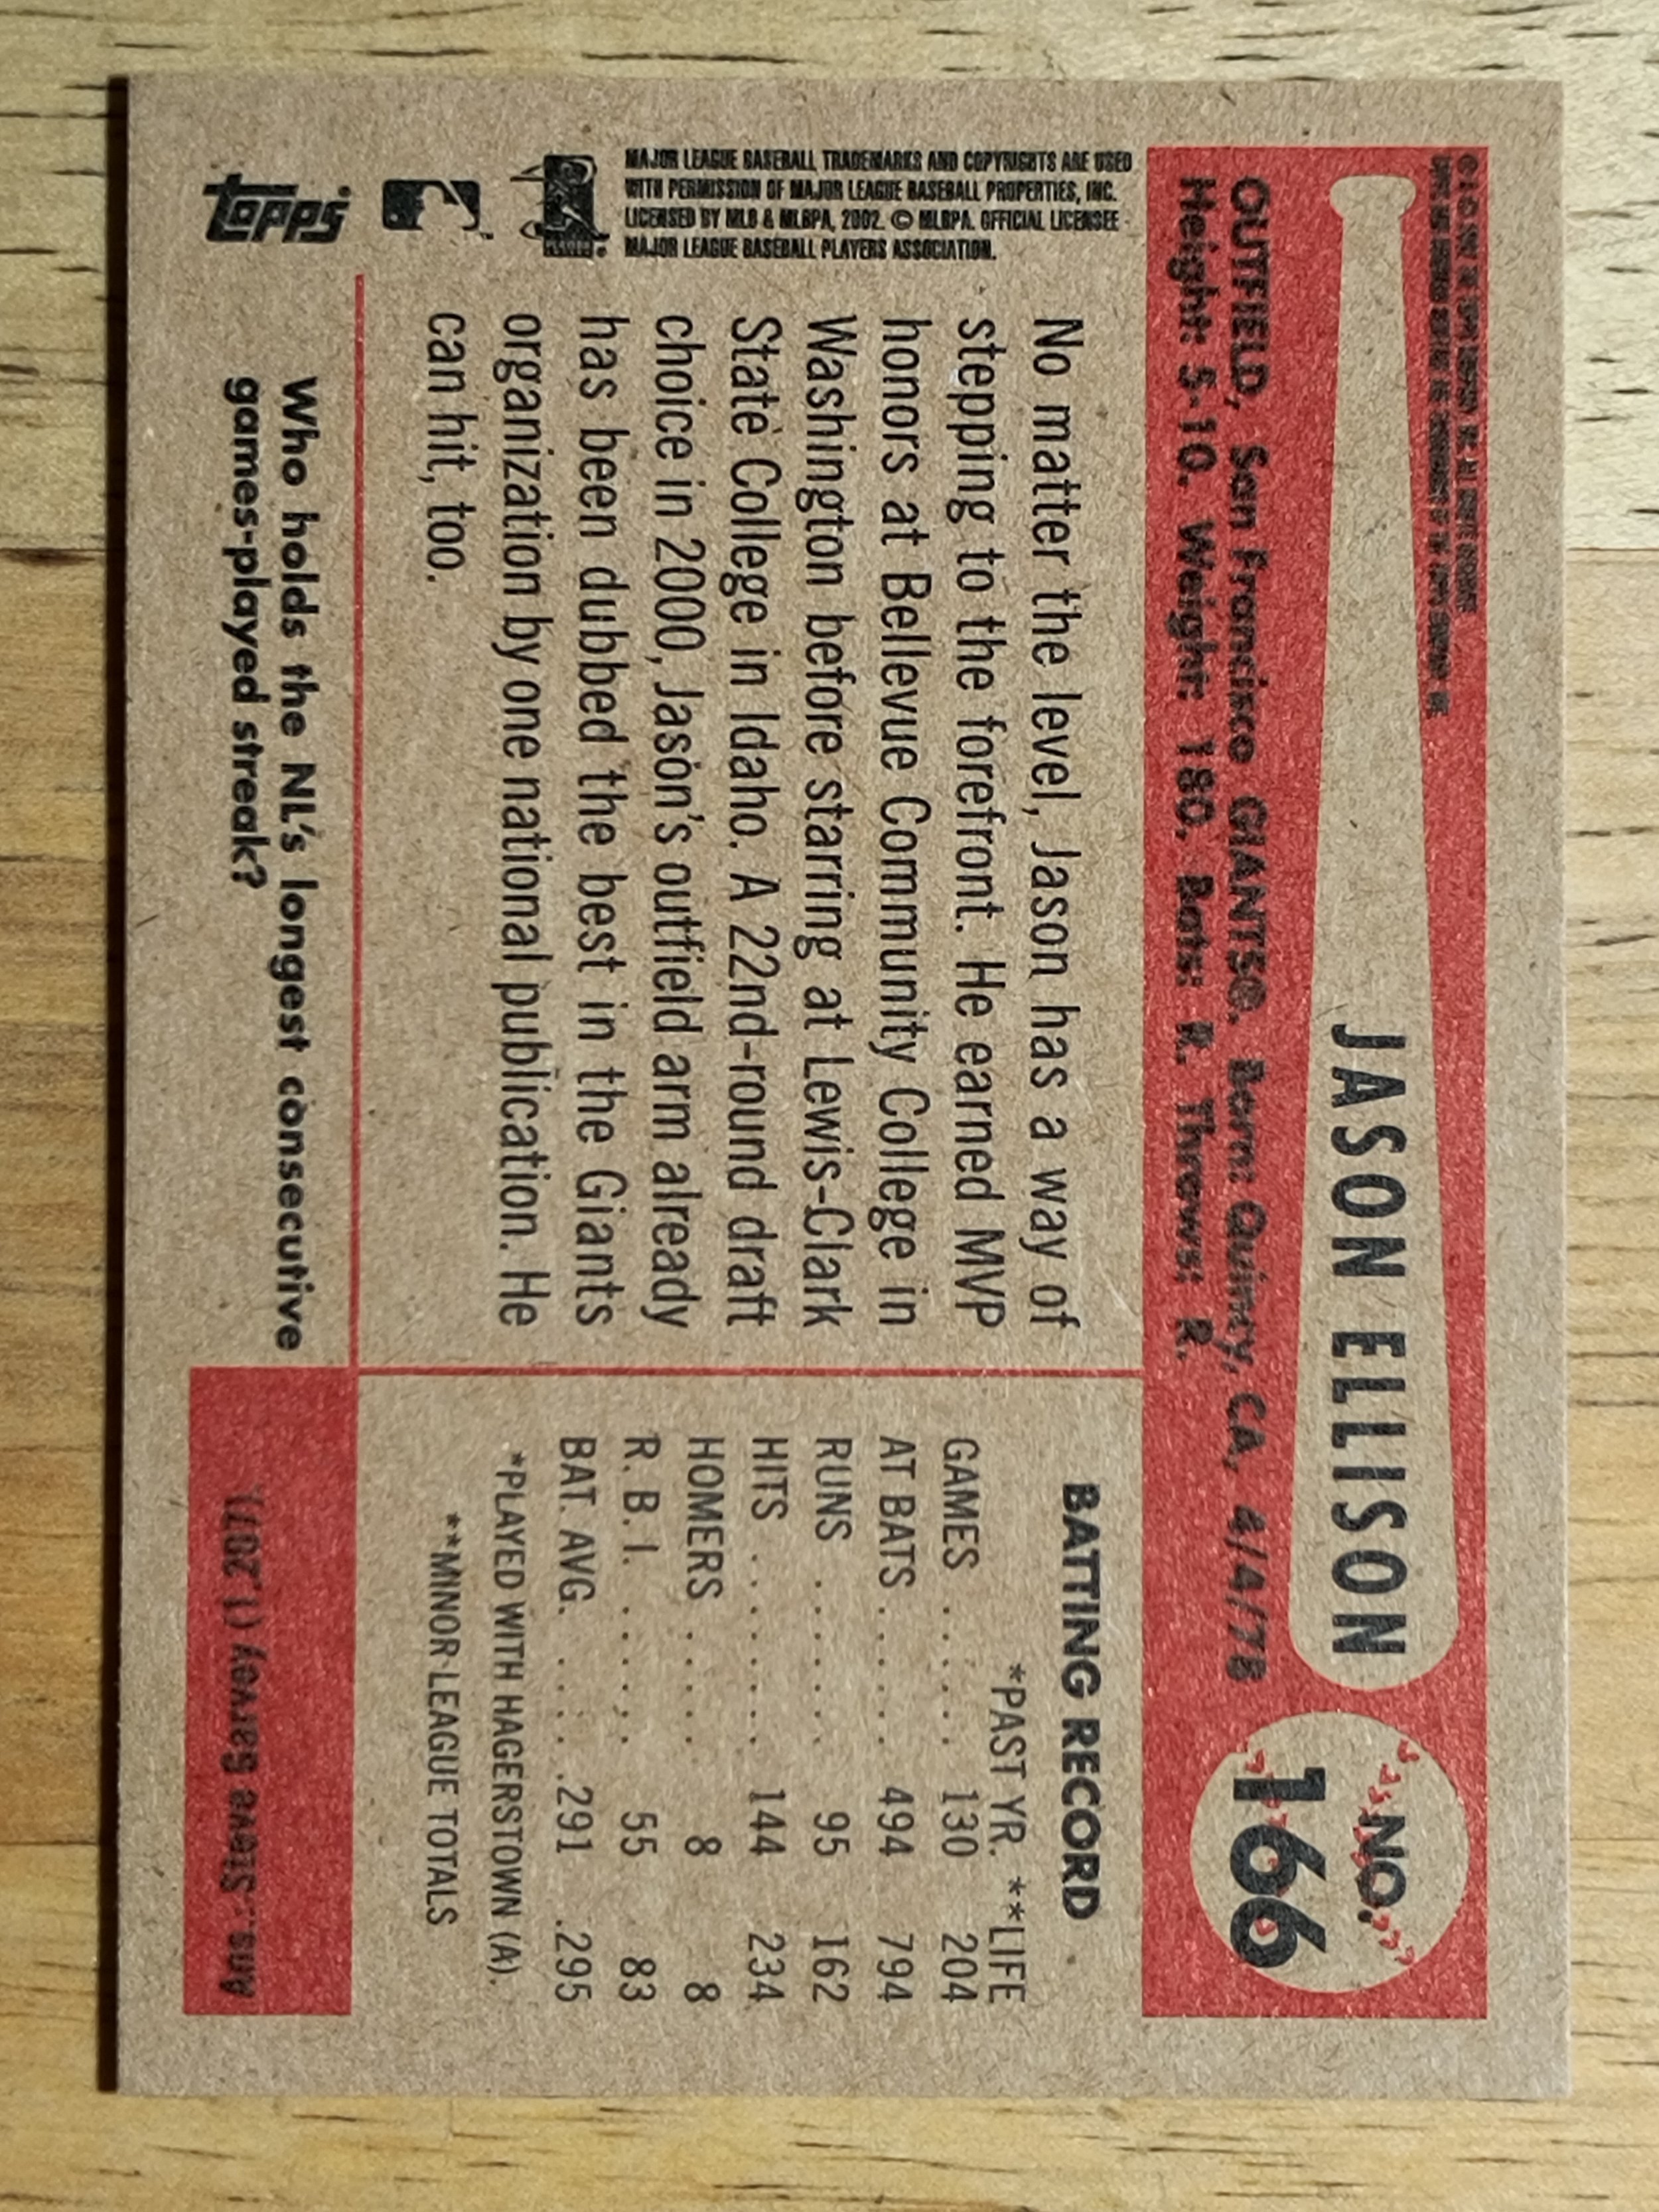 JASON ELLISON
NO.
166
OUTFIELD, San Francisco GIANTS®. Born: Quincy, CA, 4/4/78
Height: 5-10. Weight: 180. Bats: R. Throws: R.
MAJOR LEAGUE BASEBALL TRADEMARKS AND COPYRIGHTS ARE USED
WITH PERMISSION OF MAJOR LEAGUE BASEBALL PROPERTIES, INC.
LICENSED BY MLB & MLBPA, 2002. © MLBPA. OFFICIAL LICENSEE -
MAJOR LEAGUE BASEBALL PLAYERS ASSOCIATION.
topps
No matter the level, Jason has a way of
stepping to the forefront. He earned MVP
honors at Bellevue Community College in
Washington before starring at Lewis-Clark
State College in Idaho. A 22nd-round draft
choice in 2000, Jason's outfield arm already
has been dubbed the best in the Giants
organization by one national publication. He
can hit, too.
BATTING RECORD
*PAST YR. **LIFE
GAMES ..... 130 204
AT BATS .... 494 794
RUNS ...... 95 162
HITS ....... 144 234
HOMERS .... 8 8
R. B. I. ..... 55 83
BAT. AVG. .... .291 .295
*PLAYED WITH HAGERSTOWN (A).
**MINOR LEAGUE TOTALS
Who holds the NL's longest consecutive
games-played streak?
Ans.: Steve Garvey (1,207)